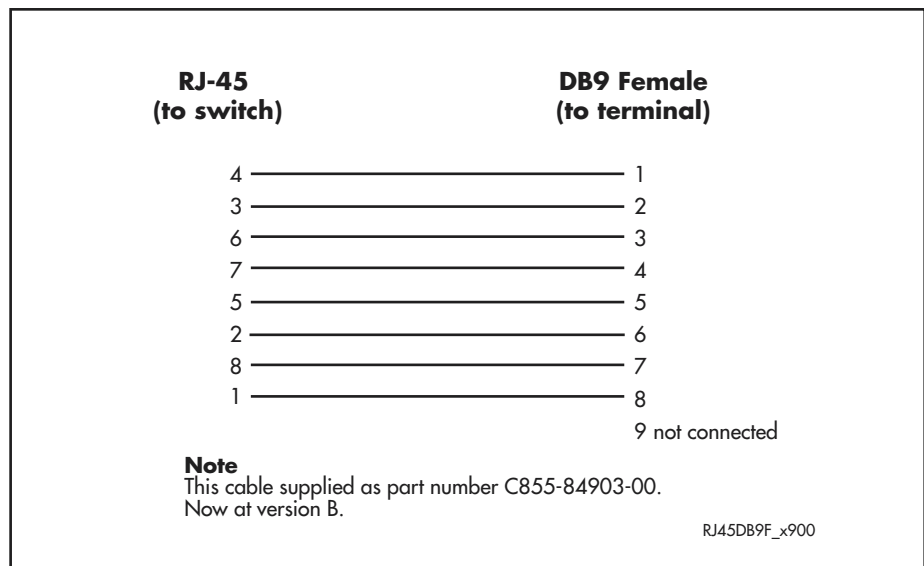 RJ-45 DB9 Female
(to switch) (to terminal)
4 1
3 2
6 3
7 4
5 5
2 6
8 7
1 8
9 not connected
Note
This cable supplied as part number C855-84903-00.
Now at version B.
RJ45DB9F_x900